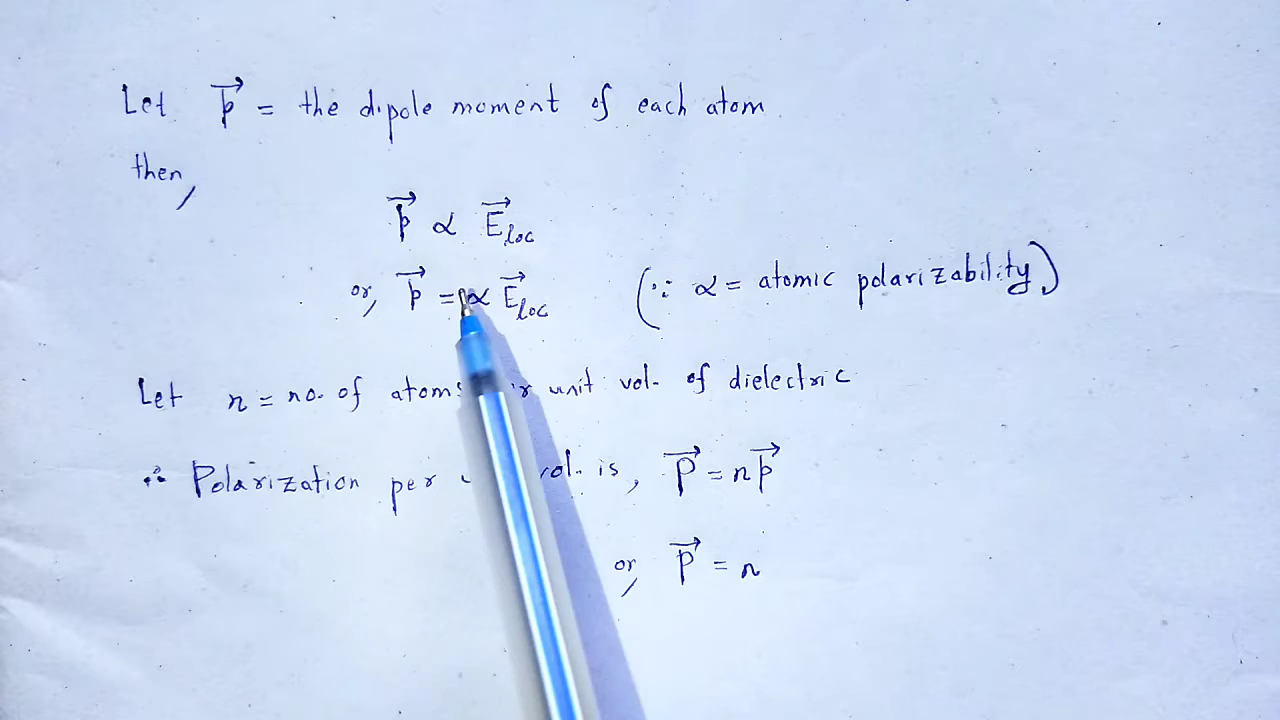 Let p⃗ = the dipole moment of each atom
then,
p⃗ ∝ E⃗loc
or, p⃗ = α E⃗loc (∵ α = atomic polarizability)
Let n = no. of atoms unit vol. of dielectric
∴ Polarization per vol. is, P⃗ = n p⃗
or, P⃗ = n